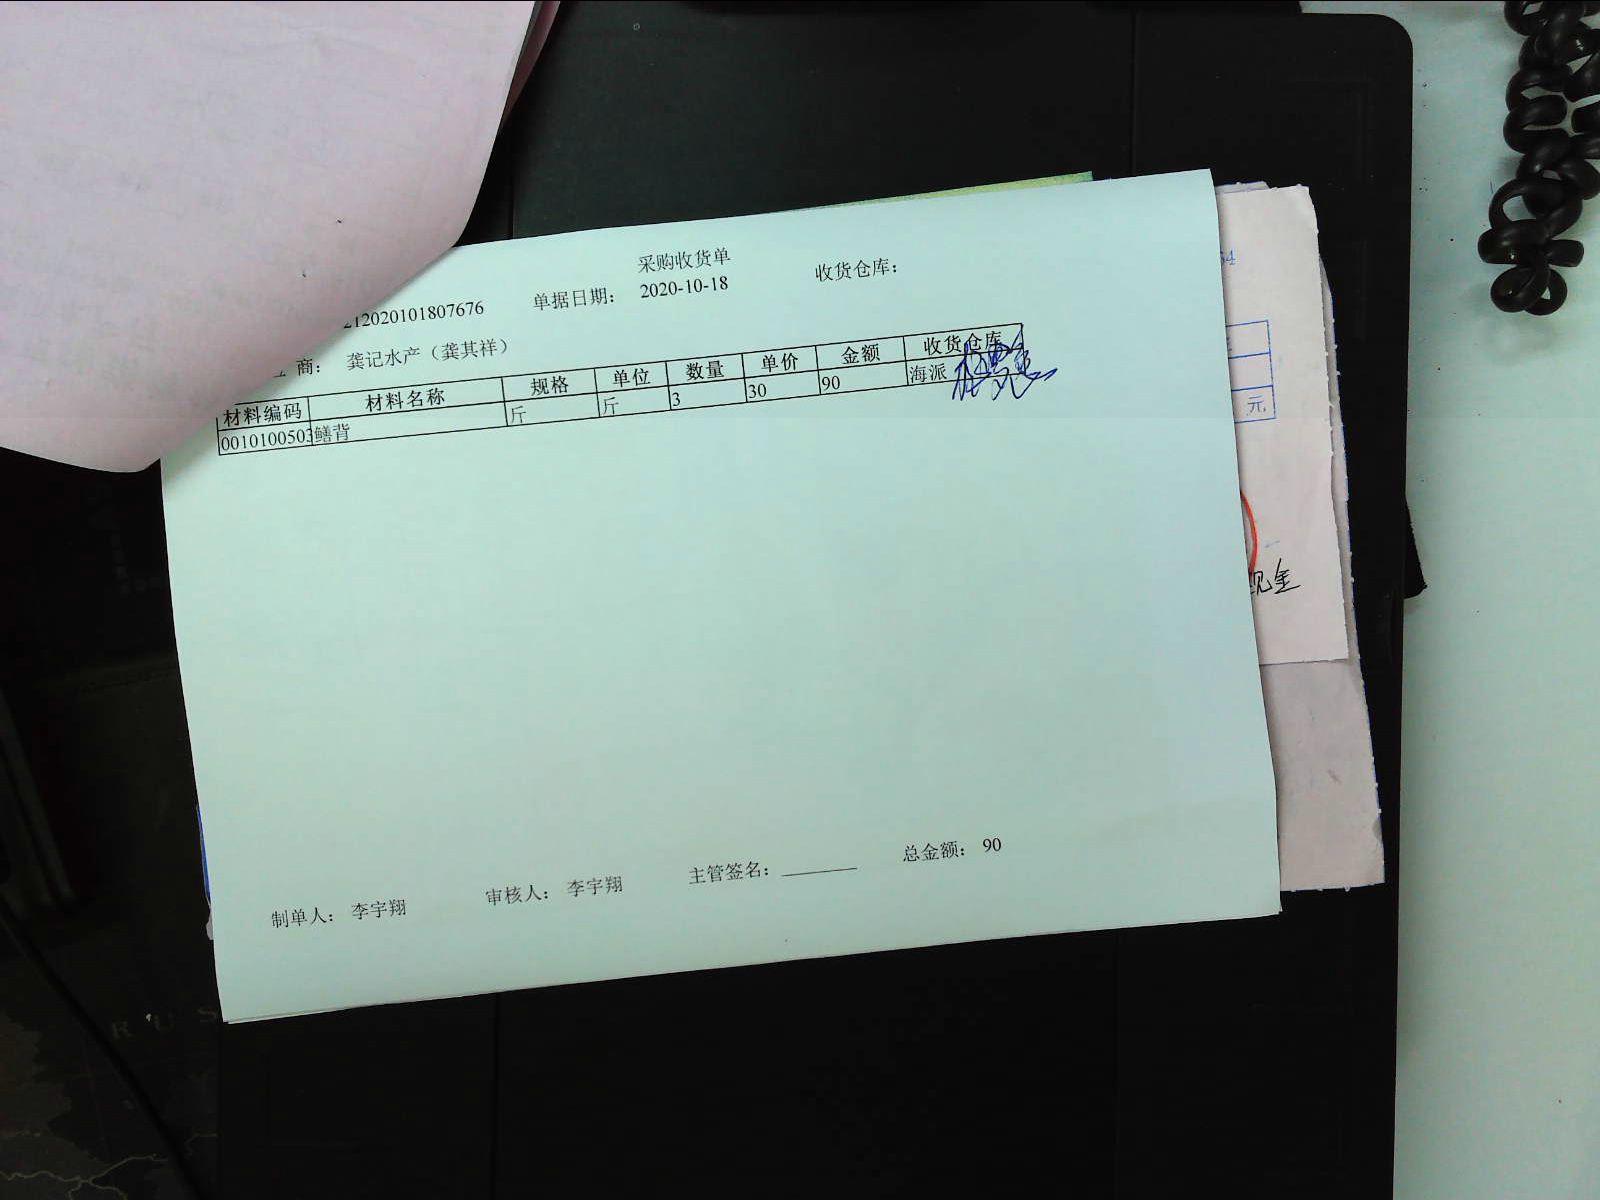 采购收货单
212020101807676 单据日期： 2020-10-18 收货仓库：
商： 龚记水产（龚其祥）
材料编码 材料名称 规格 单位 数量 单价 金额 收货仓库
0010100503 鳝背 斤 斤 3 30 90 海派
制单人： 李宇翔 审核人： 李宇翔 主管签名： 总金额： 90
54
元
现金
RUS